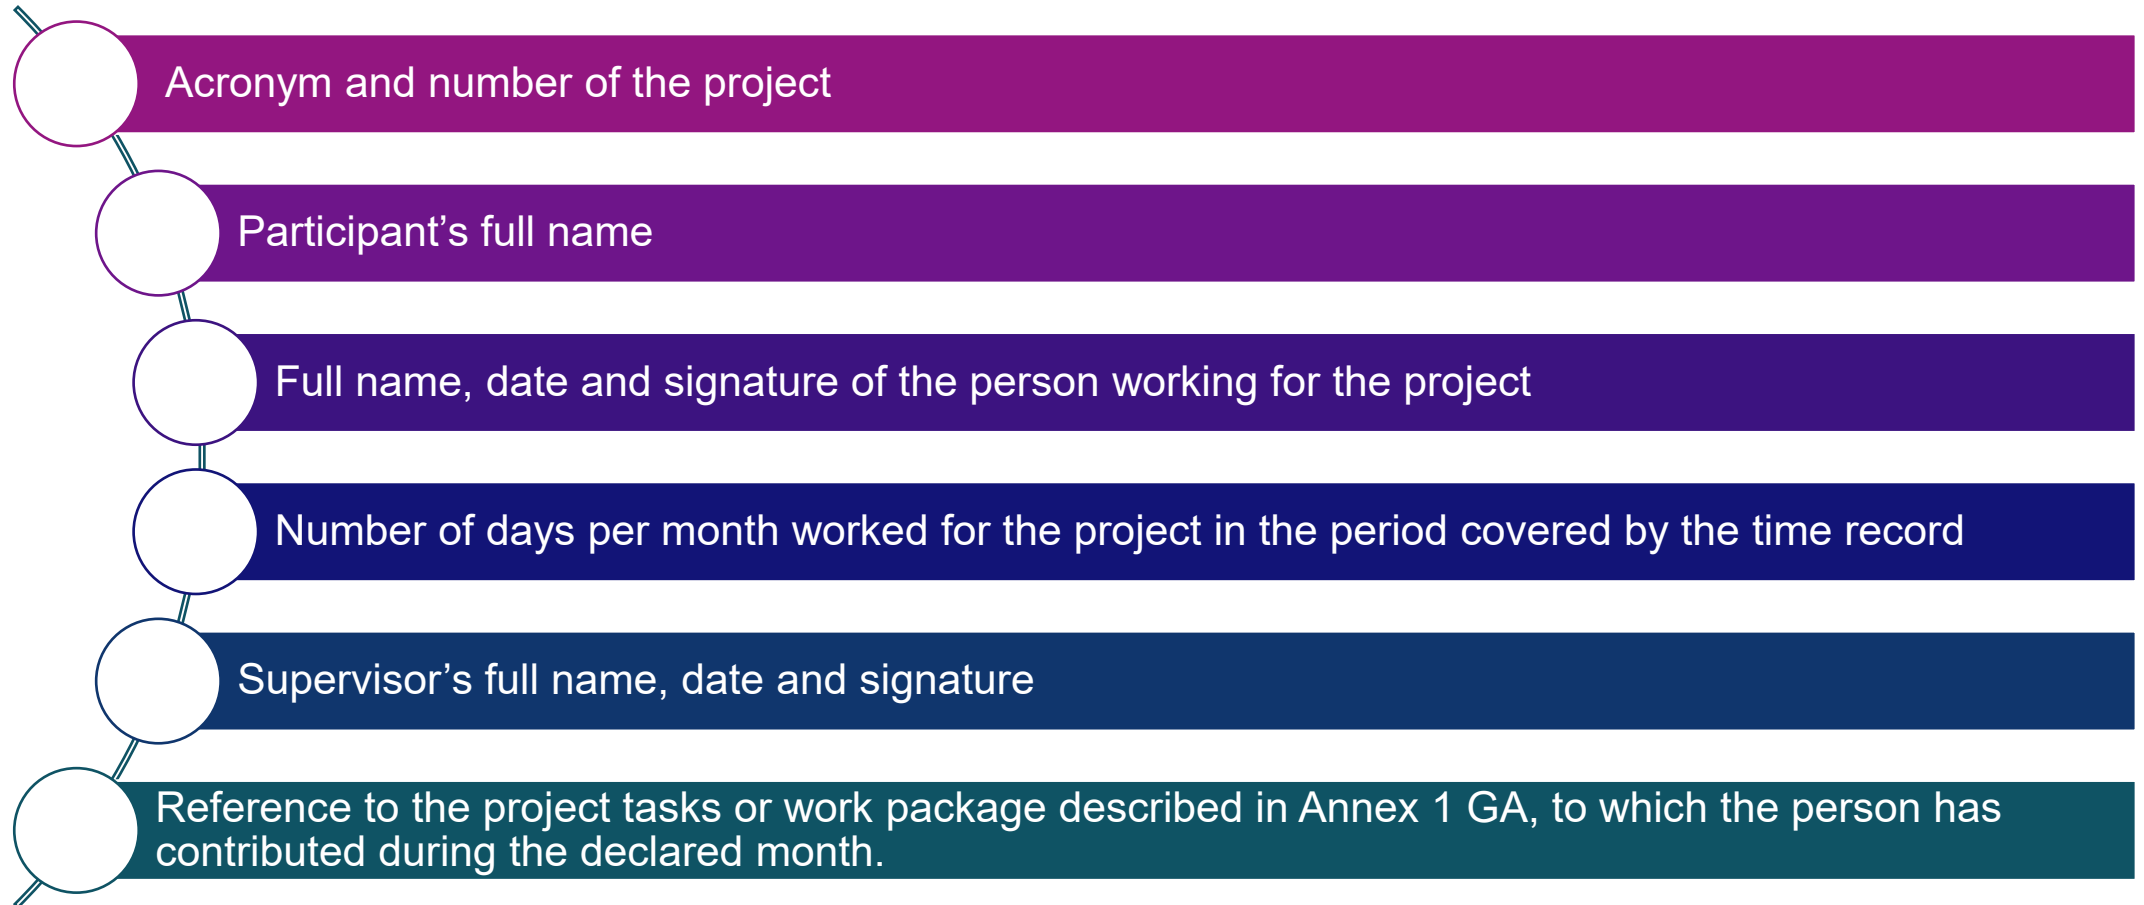 Acronym and number of the project
Participant’s full name
Full name, date and signature of the person working for the project
Number of days per month worked for the project in the period covered by the time record
Supervisor’s full name, date and signature
Reference to the project tasks or work package described in Annex 1 GA, to which the person has
contributed during the declared month.